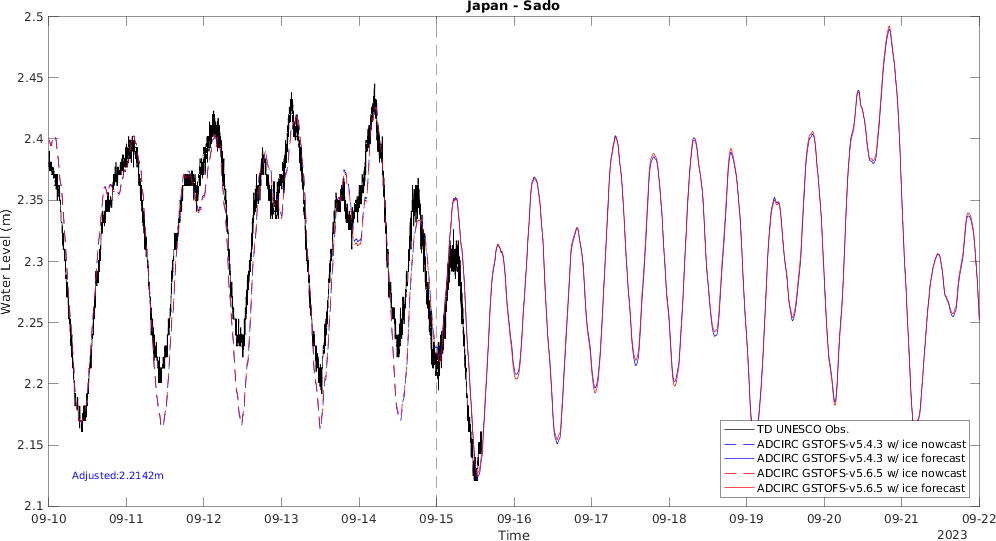 Japan - Sado
2.5
2.45
2.4
2.35
2.3
2.25
2.2
2.15
2.1
Water Level (m)
Adjusted:2.2142m
TD UNESCO Obs.
ADCIRC GSTOFS-v5.4.3 w/ ice nowcast
ADCIRC GSTOFS-v5.4.3 w/ ice forecast
ADCIRC GSTOFS-v5.6.5 w/ ice nowcast
ADCIRC GSTOFS-v5.6.5 w/ ice forecast
09-10 09-11 09-12 09-13 09-14 09-15 09-16 09-17 09-18 09-19 09-20 09-21 09-22
Time
2023